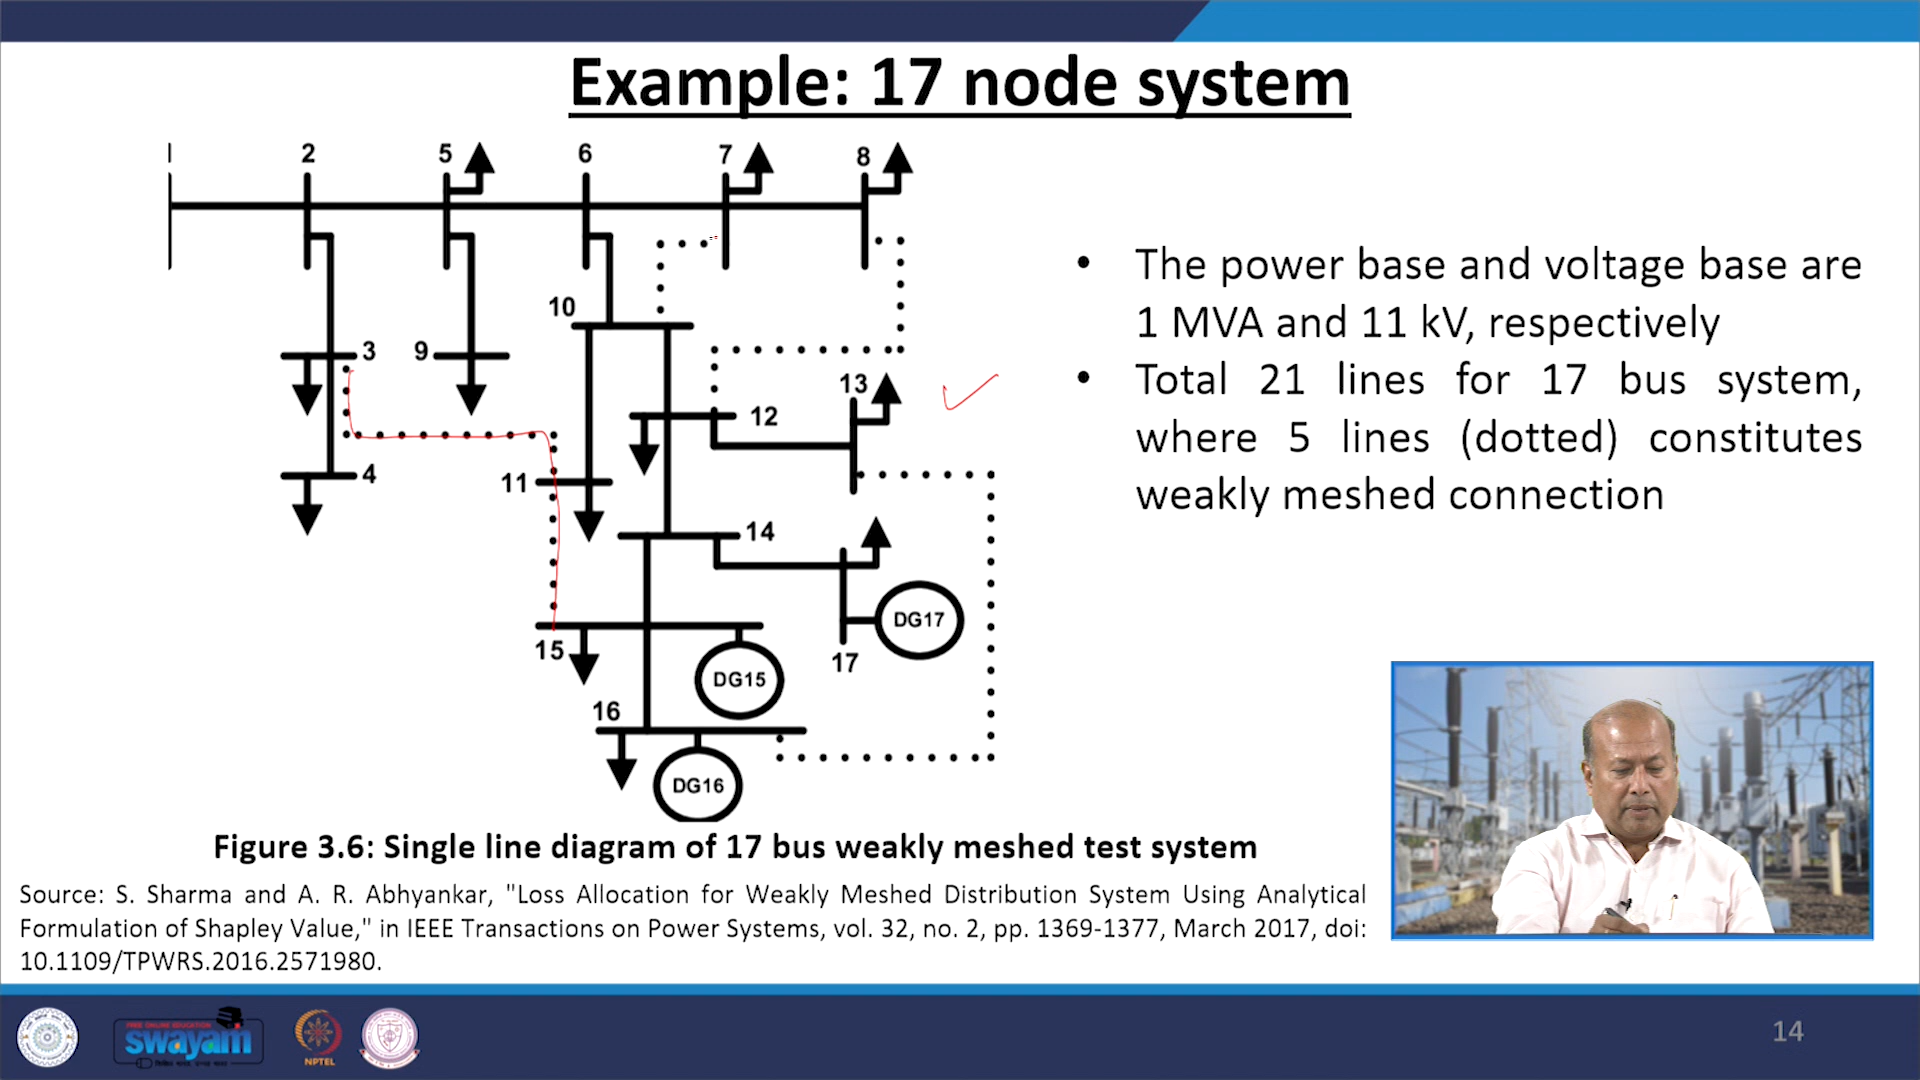 Example: 17 node system
1
2
5
6
7
8
10
3
9
13
12
4
11
14
DG17
15
17
DG15
16
DG16
• The power base and voltage base are
1 MVA and 11 kV, respectively
• Total 21 lines for 17 bus system,
where 5 lines (dotted) constitutes
weakly meshed connection
Figure 3.6: Single line diagram of 17 bus weakly meshed test system
Source: S. Sharma and A. R. Abhyankar, "Loss Allocation for Weakly Meshed Distribution System Using Analytical
Formulation of Shapley Value," in IEEE Transactions on Power Systems, vol. 32, no. 2, pp. 1369-1377, March 2017, doi:
10.1109/TPWRS.2016.2571980.
FREE ONLINE EDUCATION
swayam
NPTEL
14